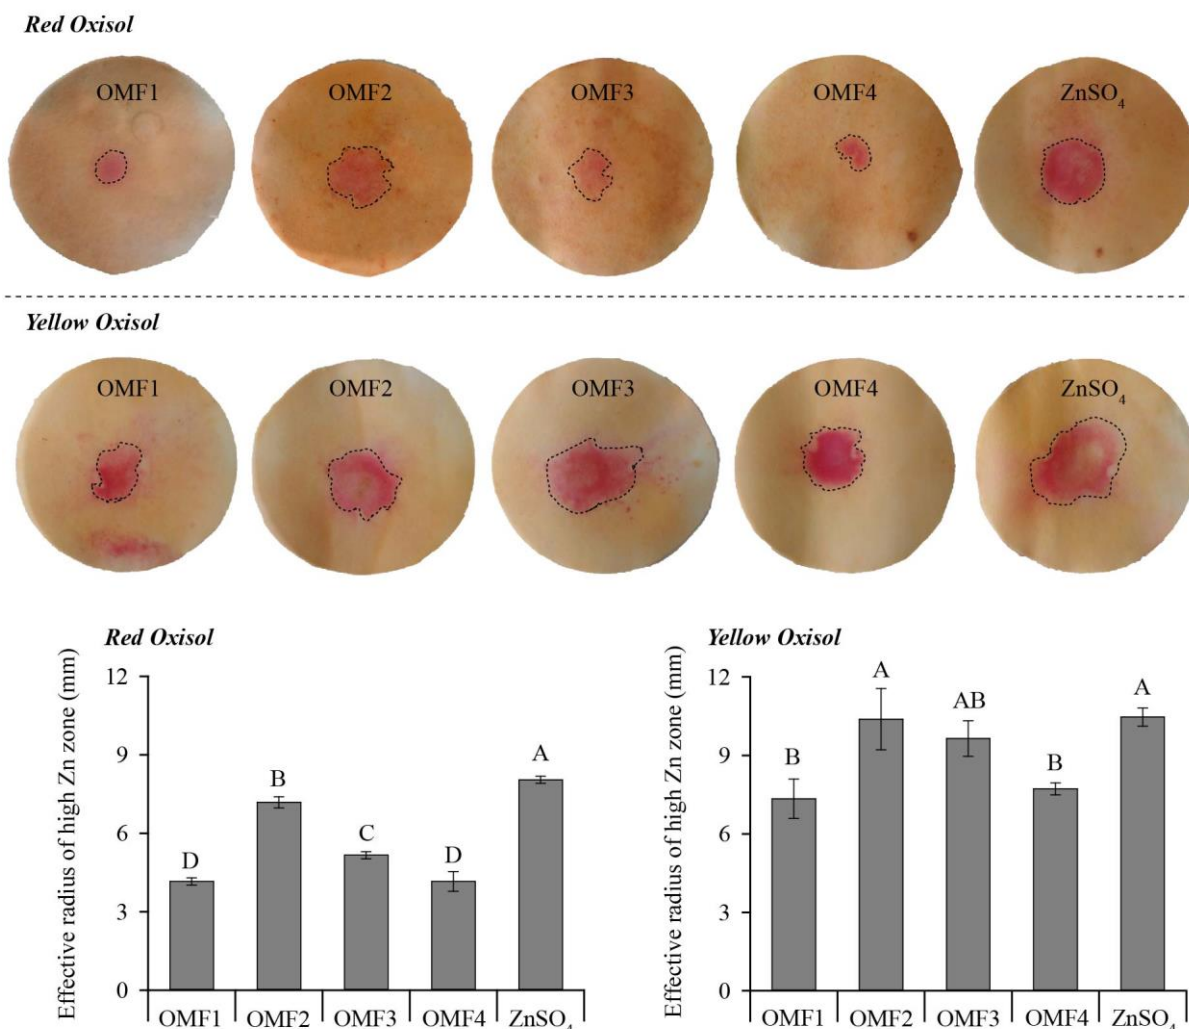 Red Oxisol
OMF1 OMF2 OMF3 OMF4 ZnSO₄
Yellow Oxisol
OMF1 OMF2 OMF3 OMF4 ZnSO₄
Red Oxisol
Effective radius of high Zn zone (mm)
12
9
6
3
0
D B C D A
OMF1 OMF2 OMF3 OMF4 ZnSO₄
Yellow Oxisol
Effective radius of high Zn zone (mm)
12
9
6
3
0
B A AB B A
OMF1 OMF2 OMF3 OMF4 ZnSO₄